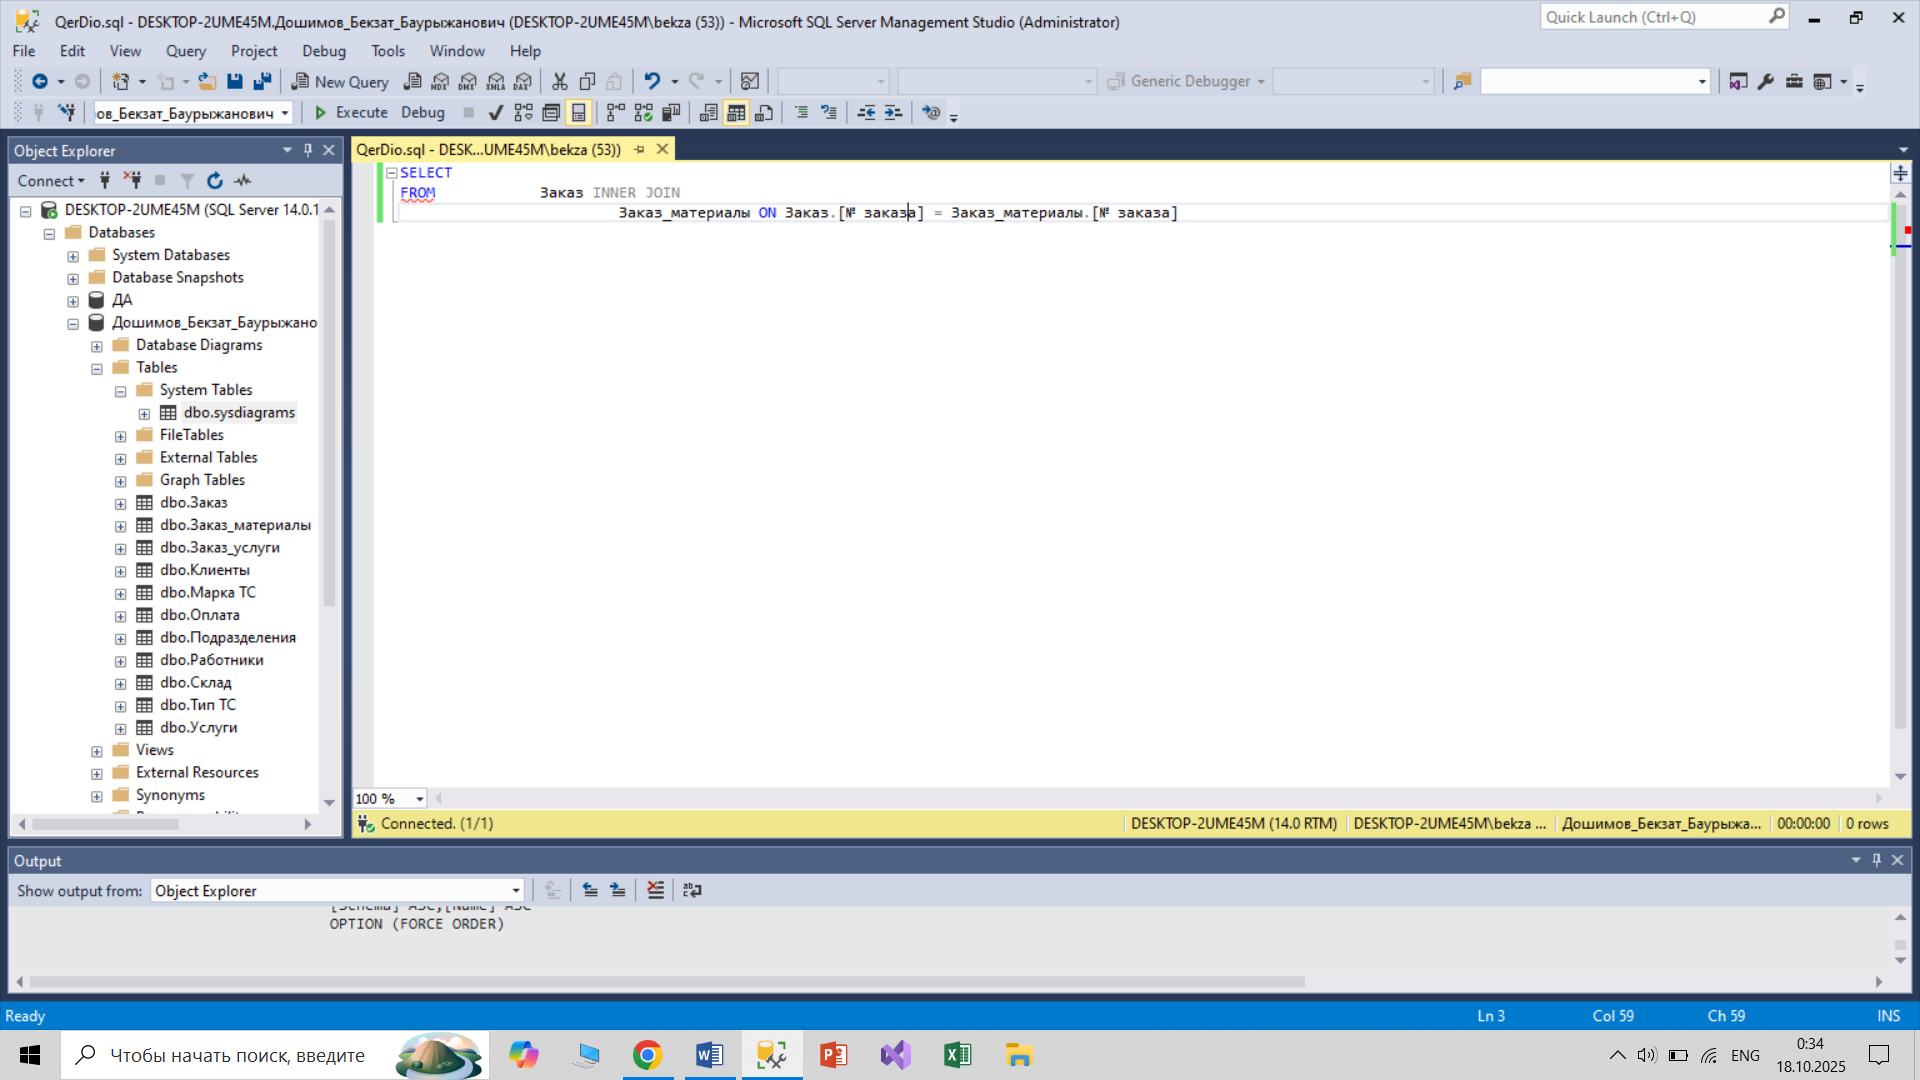 QerDio.sql - DESKTOP-2UME45M.Дошимов_Бекзат_Баурыжанович (DESKTOP-2UME45M\bekza (53)) - Microsoft SQL Server Management Studio (Administrator)
Quick Launch (Ctrl+Q)
File Edit View Query Project Debug Tools Window Help
New Query MDX DMX XMLA DAX Generic Debugger
ов_Бекзат_Баурыжанович Execute Debug
Object Explorer
QerDio.sql - DESK...UME45M\bekza (53))
Connect
DESKTOP-2UME45M (SQL Server 14.0.1
Databases
System Databases
Database Snapshots
ДА
Дошимов_Бекзат_Баурыжано
Database Diagrams
Tables
System Tables
dbo.sysdiagrams
FileTables
External Tables
Graph Tables
dbo.Заказ
dbo.Заказ_материалы
dbo.Заказ_услуги
dbo.Клиенты
dbo.Марка ТС
dbo.Оплата
dbo.Подразделения
dbo.Работники
dbo.Склад
dbo.Тип ТС
dbo.Услуги
Views
External Resources
Synonyms
SELECT
FROM Заказ INNER JOIN
Заказ_материалы ON Заказ.[№ заказа] = Заказ_материалы.[№ заказа]
100 %
Connected. (1/1)
DESKTOP-2UME45M (14.0 RTM) DESKTOP-2UME45M\bekza ... Дошимов_Бекзат_Баурыжа... 00:00:00 0 rows
Output
Show output from: Object Explorer
[Schema] ASC,[Name] ASC
OPTION (FORCE ORDER)
Ready
Ln 3 Col 59 Ch 59 INS
Чтобы начать поиск, введите
ENG
0:34
18.10.2025